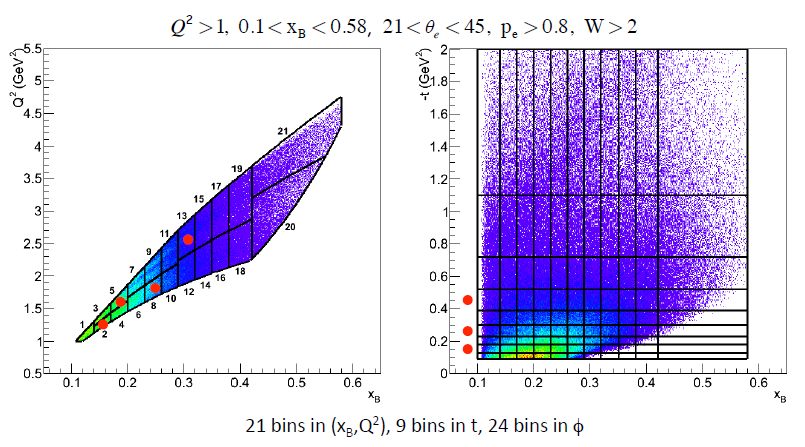 Q² >1, 0.1<x_B <0.58, 21<θ_e <45, p_e >0.8, W>2
Q² (GeV²)
5.5
5
4.5
4
3.5
3
2.5
2
1.5
1
0.5
0.1 0.2 0.3 0.4 0.5 0.6
x_B
1 2 3 4 5 6 7 8 9 10 11 12 13 14 15 16 17 18 19 20 21
-t (GeV²)
2
1.8
1.6
1.4
1.2
1
0.8
0.6
0.4
0.2
0
0 0.1 0.2 0.3 0.4 0.5 0.6
x_B
21 bins in (x_B,Q²), 9 bins in t, 24 bins in ϕ